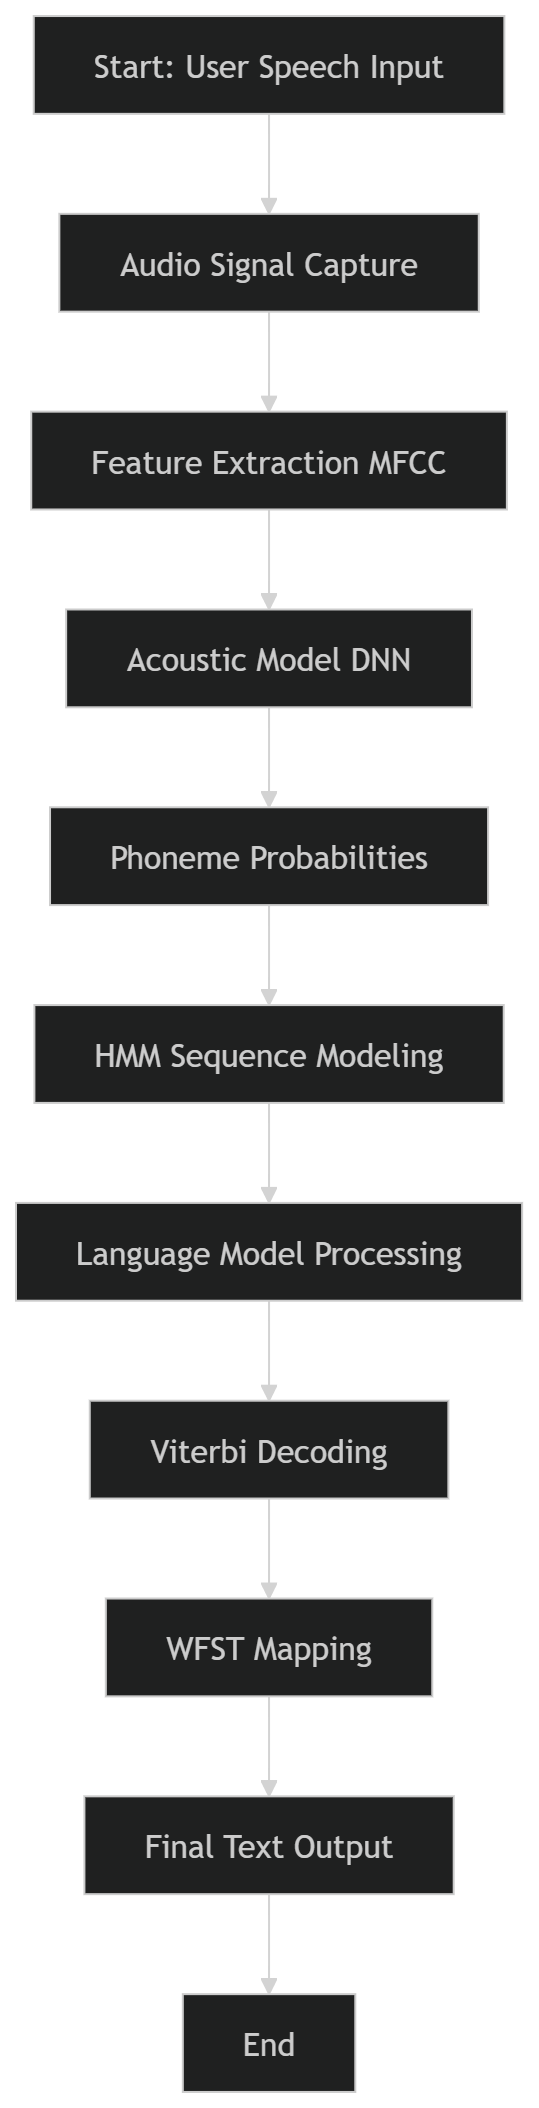 Start: User Speech Input
Audio Signal Capture
Feature Extraction MFCC
Acoustic Model DNN
Phoneme Probabilities
HMM Sequence Modeling
Language Model Processing
Viterbi Decoding
WFST Mapping
Final Text Output
End